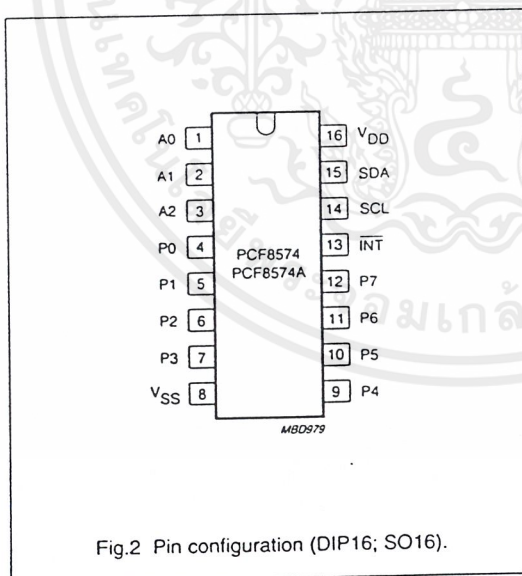 A0 1 16 VDD
A1 2 15 SDA
A2 3 14 SCL
P0 4 13 INT
PCF8574
PCF8574A
P1 5 12 P7
P2 6 11 P6
P3 7 10 P5
VSS 8 9 P4
MBD979
Fig.2 Pin configuration (DIP16; SO16).